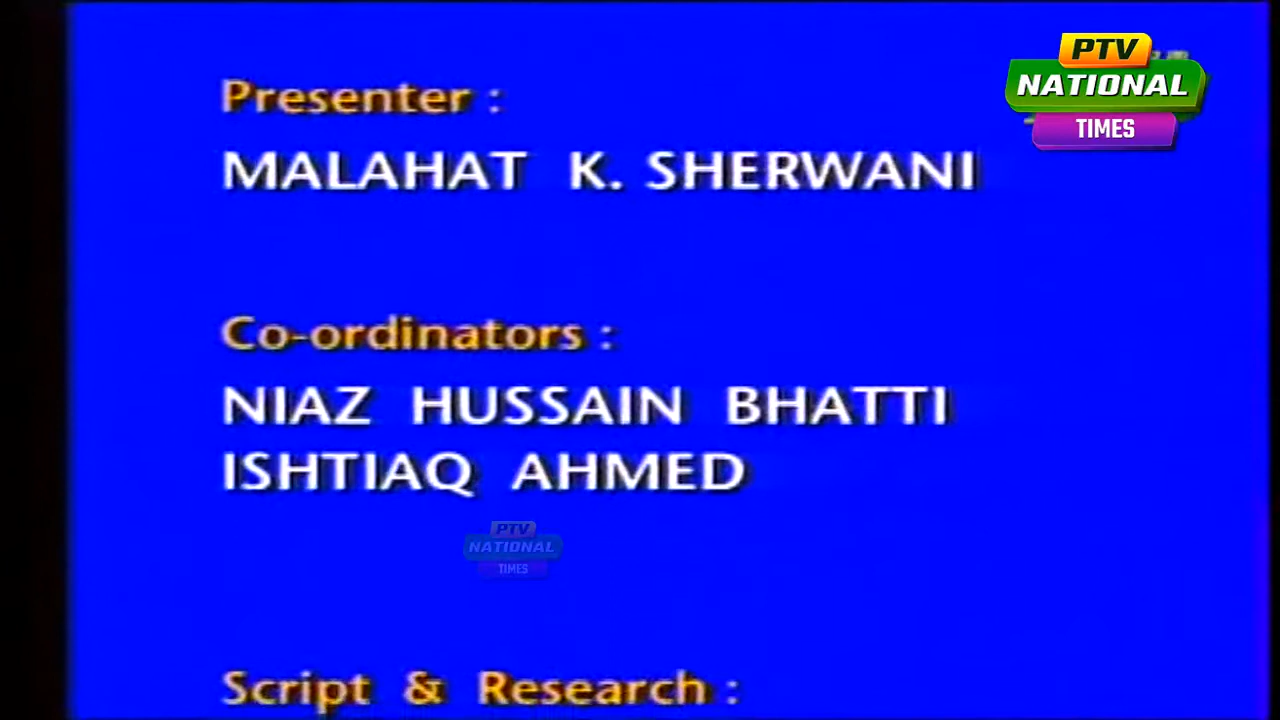 PTV
NATIONAL
TIMES
Presenter :
MALAHAT K. SHERWANI
Co-ordinators :
NIAZ HUSSAIN BHATTI
ISHTIAQ AHMED
PTV
NATIONAL
TIMES
Script & Research :